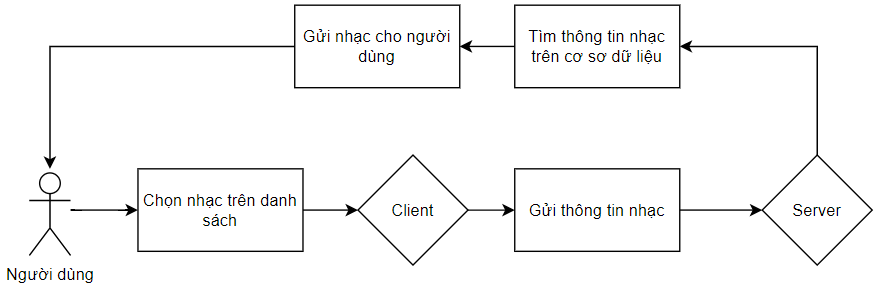 Gửi nhạc cho người
dùng
Tìm thông tin nhạc
trên cơ sơ dữ liệu
Chọn nhạc trên danh
sách
Client
Gửi thông tin nhạc
Server
Người dùng